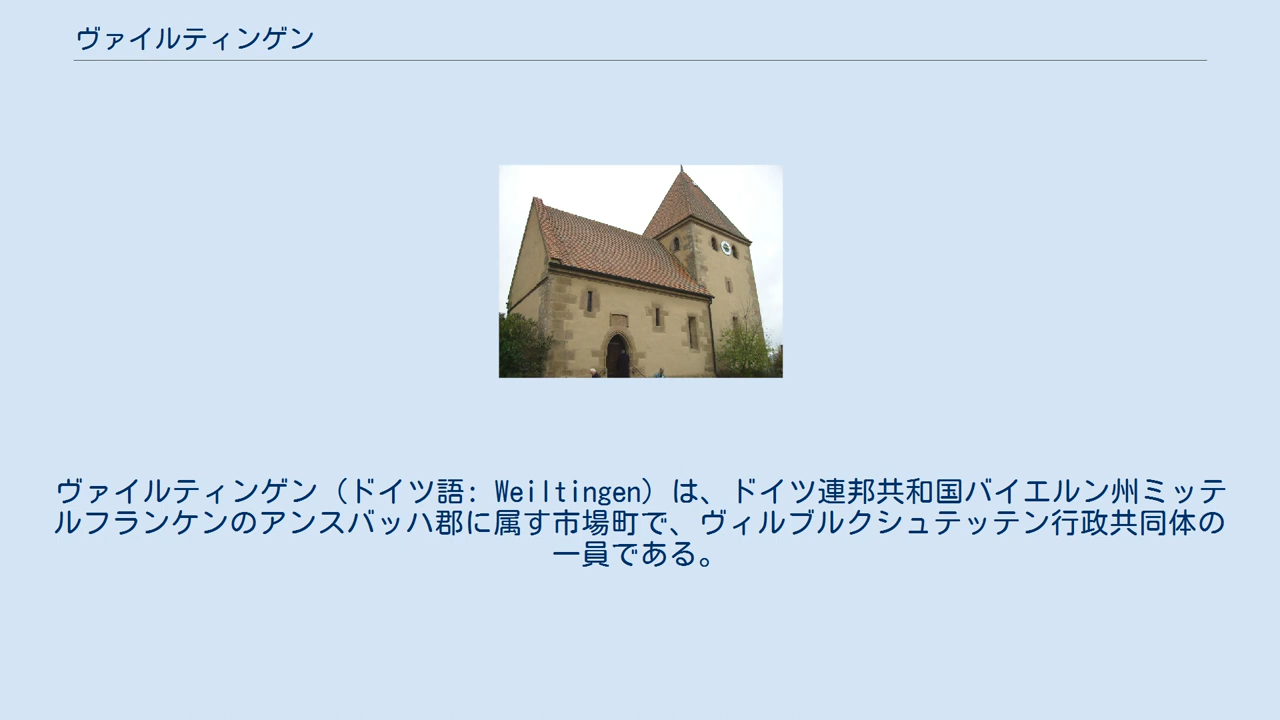 ヴァイルティンゲン
ヴァイルティンゲン（ドイツ語: Weiltingen）は、ドイツ連邦共和国バイエルン州ミッテ
ルフランケンのアンスバッハ郡に属す市場町で、ヴィルブルクシュテッテン行政共同体の
一員である。